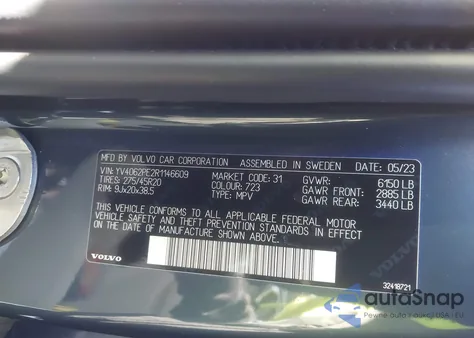 MFD BY VOLVO CAR CORPORATION ASSEMBLED IN SWEDEN DATE: 05/23
VIN: YV4062PE2R1146609 MARKET CODE: 31 GVWR: 6150 LB
TIRES: 275/45R20 COLOUR: 723 GAWR FRONT: 2885 LB
RIM: 9Jx20x38.5 TYPE: MPV GAWR REAR: 3440 LB
THIS VEHICLE CONFORMS TO ALL APPLICABLE FEDERAL MOTOR
VEHICLE SAFETY AND THEFT PREVENTION STANDARDS IN EFFECT
ON THE DATE OF MANUFACTURE SHOWN ABOVE.
VOLVO
32418721
autoSnap